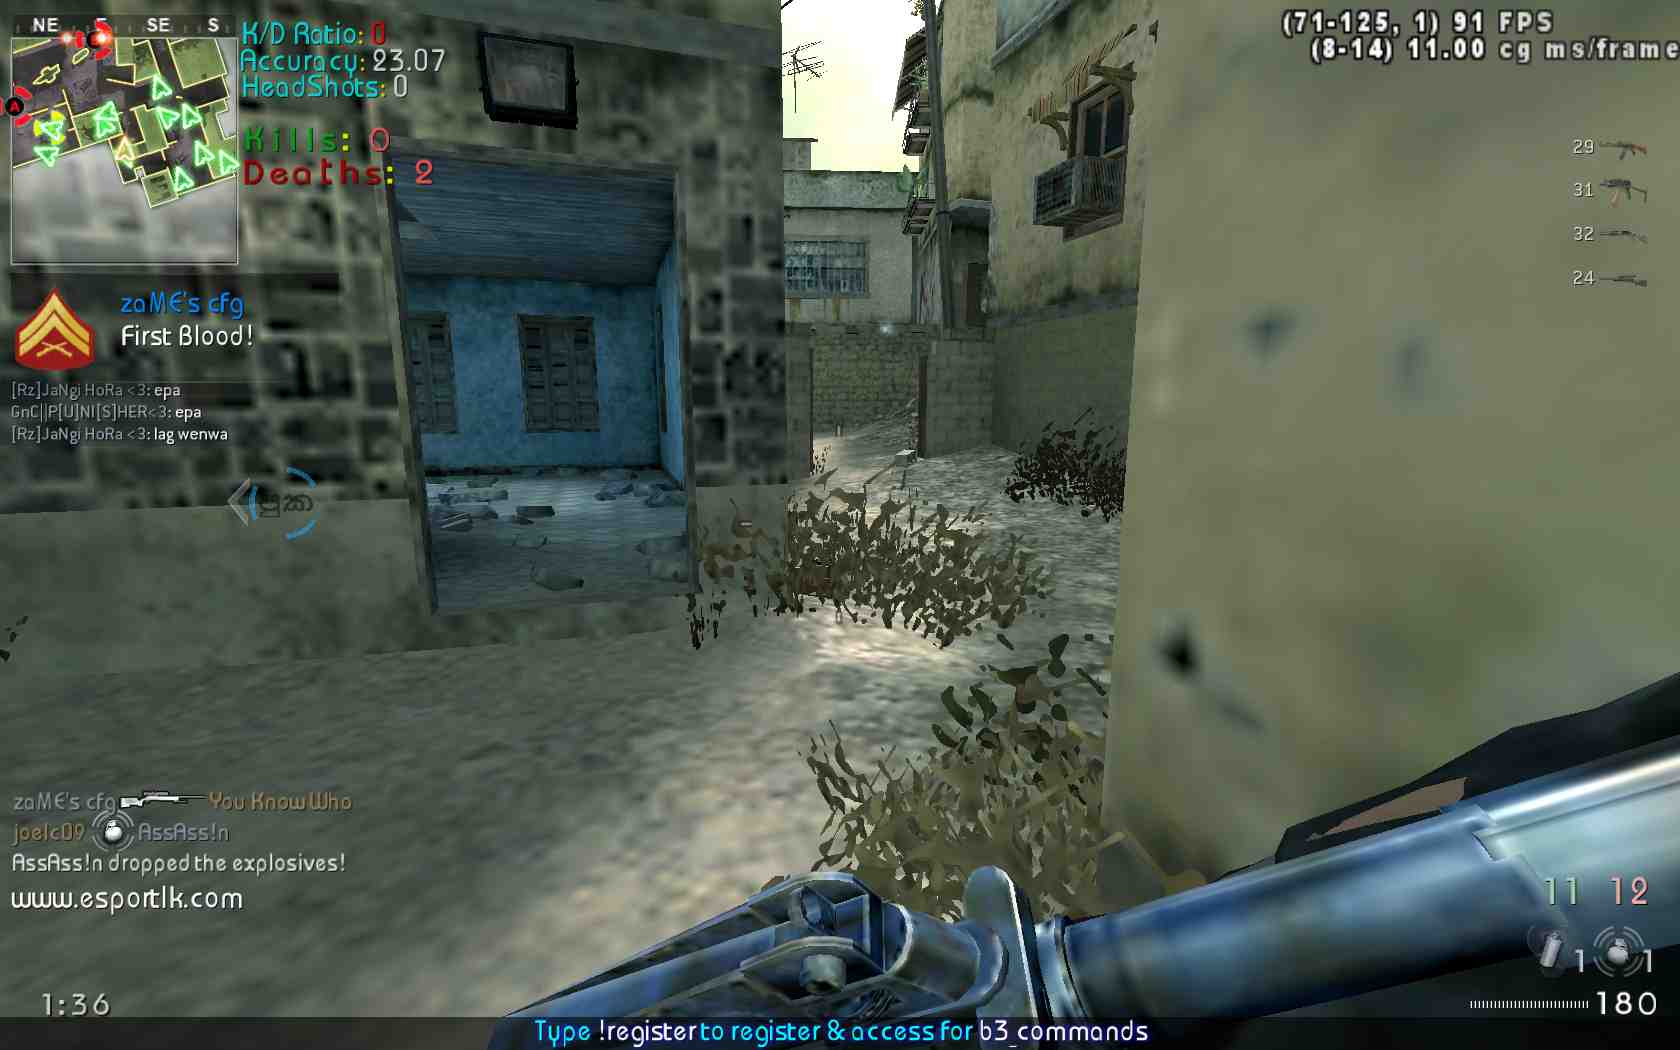 NE E SE S
(71-125, 1) 91 FPS
(8-14) 11.00 cg ms/frame
K/D Ratio: 0
Accuracy: 23.07
HeadShots: 0
Kills: 0
Deaths: 2
A
29
31
32
24
zaME's cfg
First Blood!
[Rz]JaNgi HoRa <3: epa
GnC||P[U]NI[S]HER<3: epa
[Rz]JaNgi HoRa <3: lag wenwa
zaME's cfg You KnowWho
joelc09 AssAss!n
AssAss!n dropped the explosives!
www.esportlk.com
11 12
1 1
1:36
180
Type !register to register & access for b3_commands